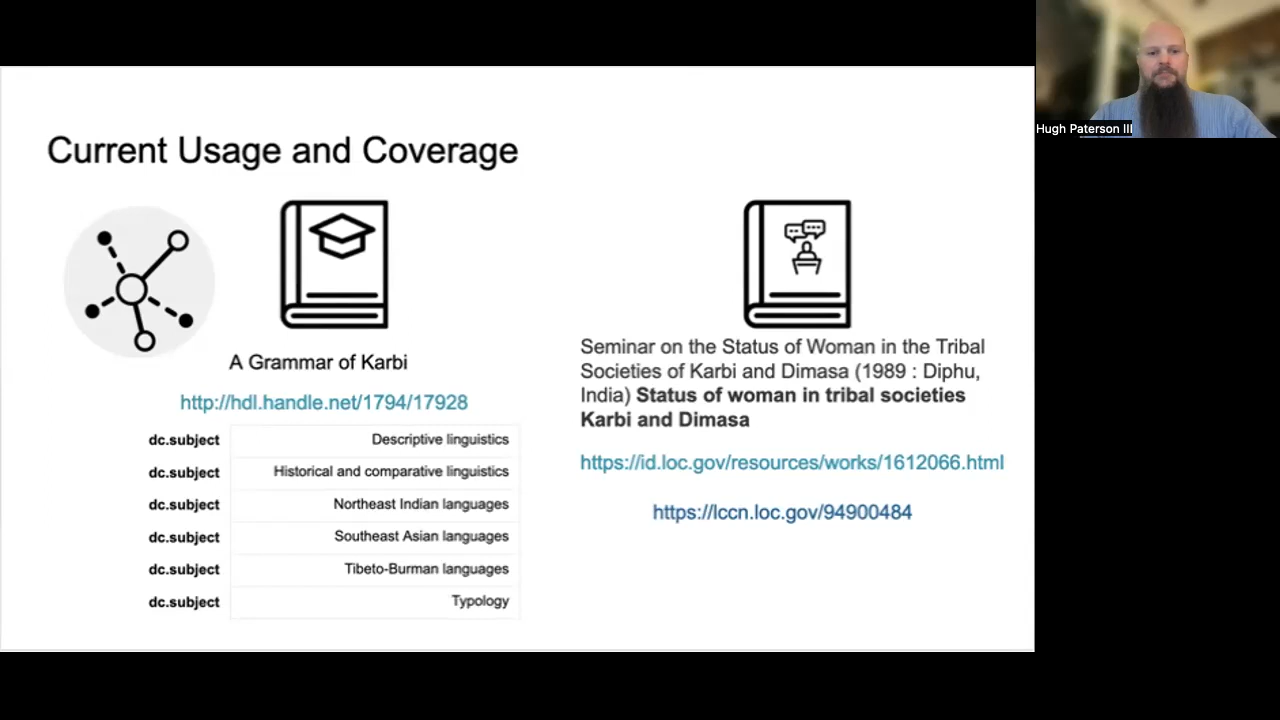 Current Usage and Coverage
Hugh Paterson III
A Grammar of Karbi
http://hdl.handle.net/1794/17928
dc.subject Descriptive linguistics
dc.subject Historical and comparative linguistics
dc.subject Northeast Indian languages
dc.subject Southeast Asian languages
dc.subject Tibeto-Burman languages
dc.subject Typology
Seminar on the Status of Woman in the Tribal
Societies of Karbi and Dimasa (1989 : Diphu,
India) Status of woman in tribal societies
Karbi and Dimasa
https://id.loc.gov/resources/works/1612066.html
https://lccn.loc.gov/94900484